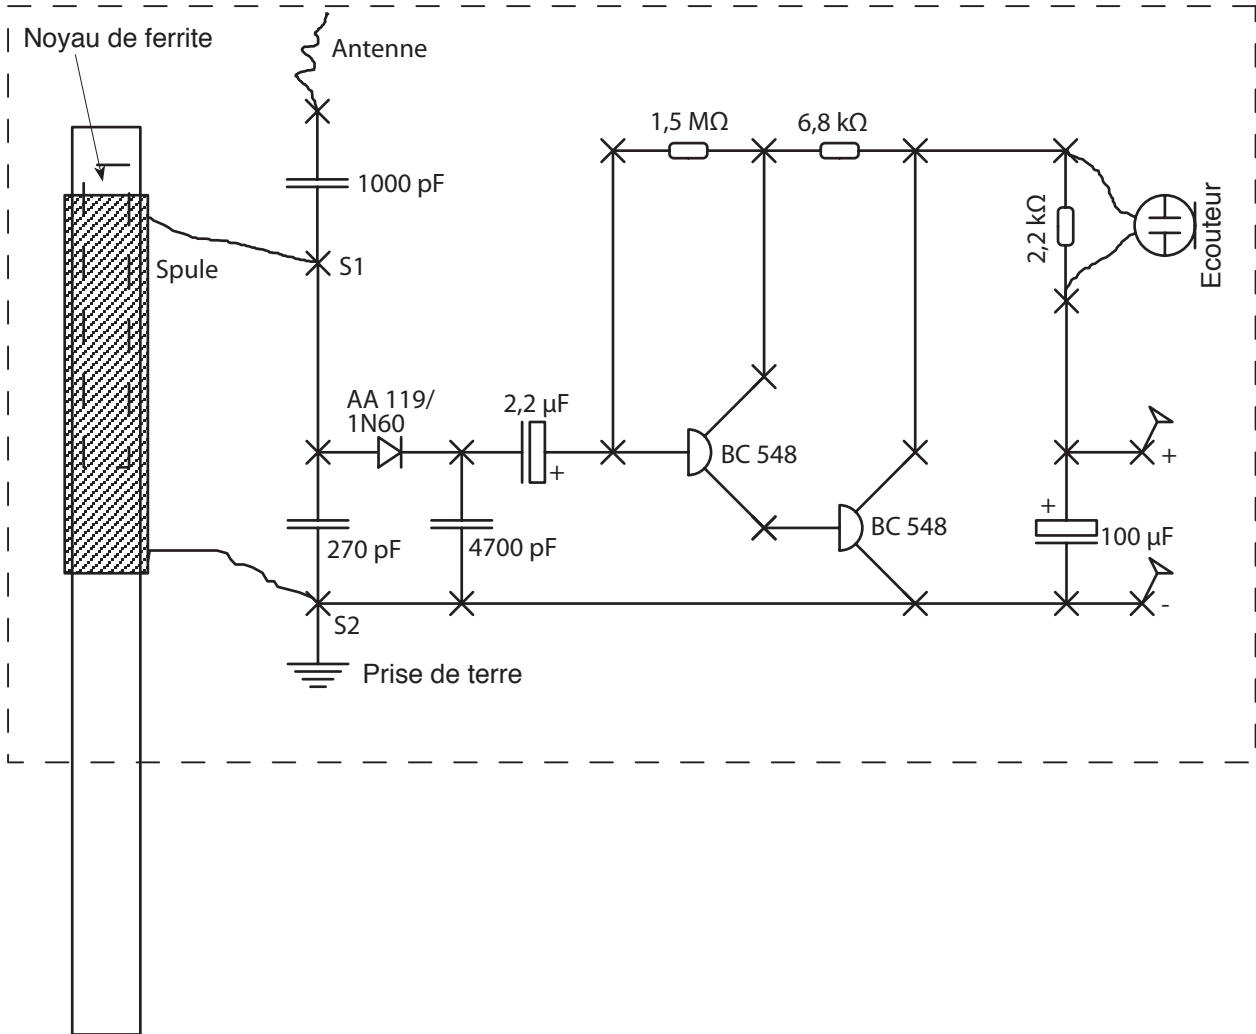 Noyau de ferrite
Antenne
1,5 MΩ
6,8 kΩ
1000 pF
2,2 kΩ
Ecouteur
S1
Spule
AA 119/
1N60
2,2 µF
+
BC 548
+
+
BC 548
100 µF
270 pF
4700 pF
-
S2
Prise de terre